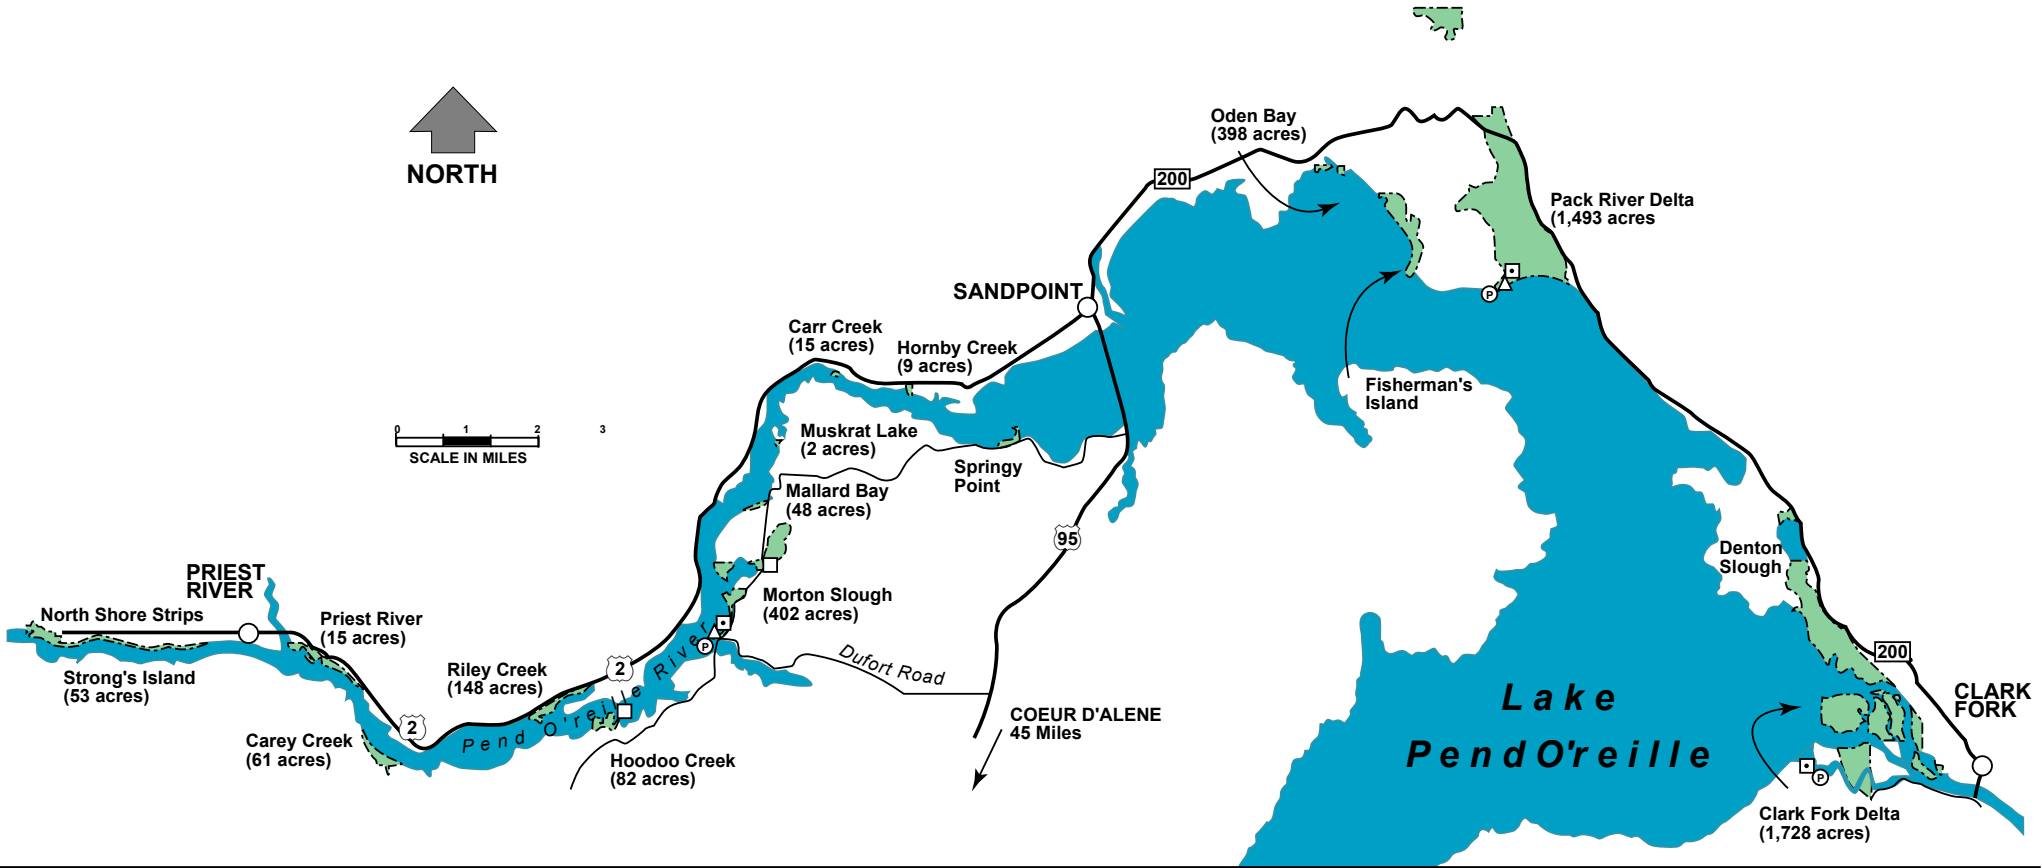 NORTH
Oden Bay
(398 acres)
200
Pack River Delta
(1,493 acres
P
SANDPOINT
Carr Creek
(15 acres)
Hornby Creek
(9 acres)
Fisherman's
Island
0 1 2 3
SCALE IN MILES
Muskrat Lake
(2 acres)
Springy
Point
Mallard Bay
(48 acres)
95
Denton
Slough
PRIEST
RIVER
North Shore Strips
Priest River
(15 acres)
Morton Slough
(402 acres)
P
Dufort Road
200
Strong's Island
(53 acres)
Riley Creek
(148 acres)
2
2
Pend O'reille River
Carey Creek
(61 acres)
Hoodoo Creek
(82 acres)
COEUR D'ALENE
45 Miles
Lake
Pend O'reille
CLARK
FORK
P
Clark Fork Delta
(1,728 acres)